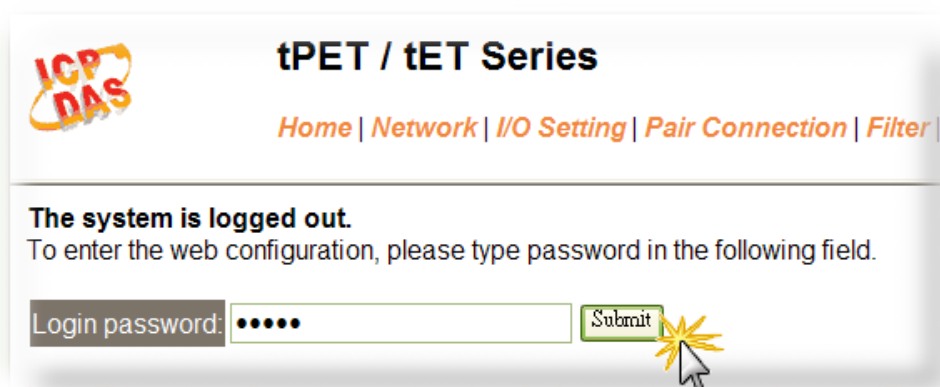 ICP DAS
tPET / tET Series
Home | Network | I/O Setting | Pair Connection | Filter |
The system is logged out.
To enter the web configuration, please type password in the following field.
Login password: ••••• Submit